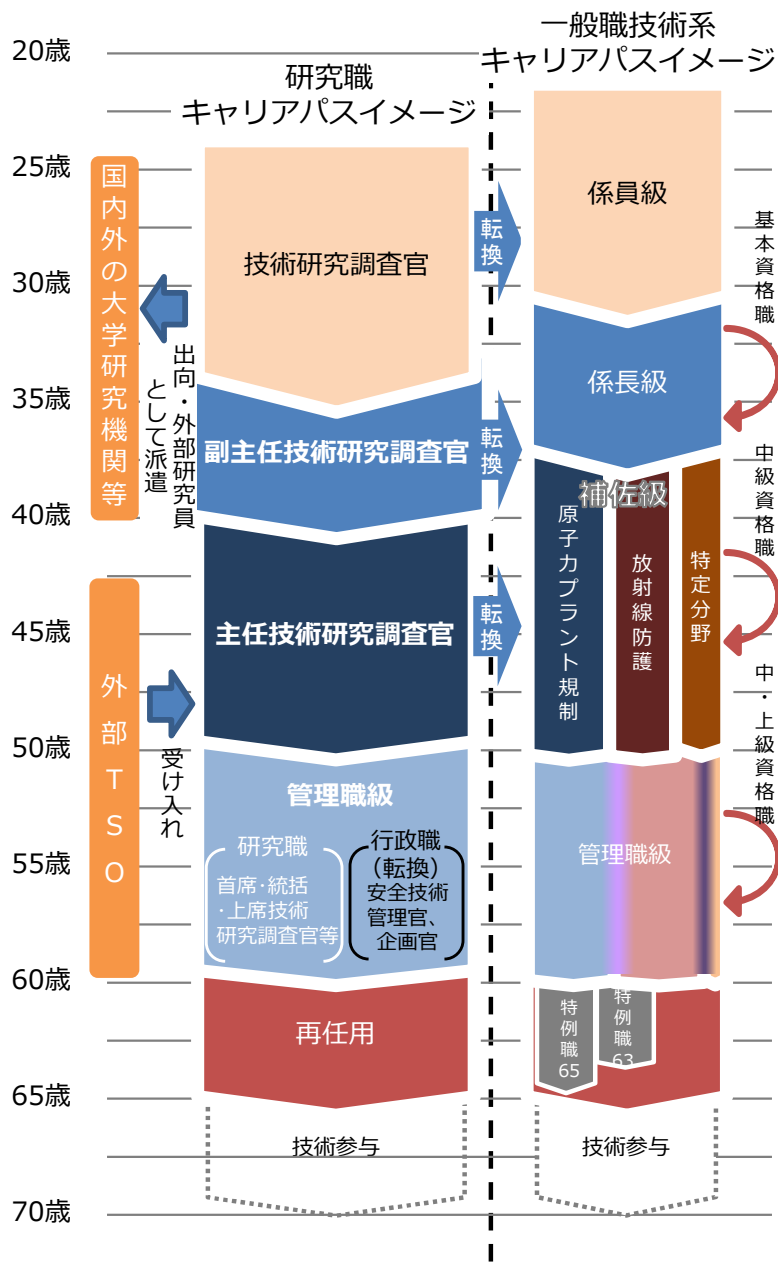 一般職技術系
キャリアパスイメージ
研究職
キャリアパスイメージ
20歳
25歳
30歳
35歳
40歳
45歳
50歳
55歳
60歳
65歳
70歳
国内外の大学研究機関等
出向・外部研究員
として派遣
外部TSO
受け入れ
技術研究調査官
副主任技術研究調査官
主任技術研究調査官
管理職級
研究職
首席・統括
・上席技術
研究調査官等
行政職
(転換)
安全技術
管理官、
企画官
再任用
技術参与
転換
転換
転換
係員級
係長級
補佐級
原子力プラント規制
放射線防護
特定分野
管理職級
特例職
65
特例職
63
技術参与
基本資格職
中級資格職
中・上級資格職